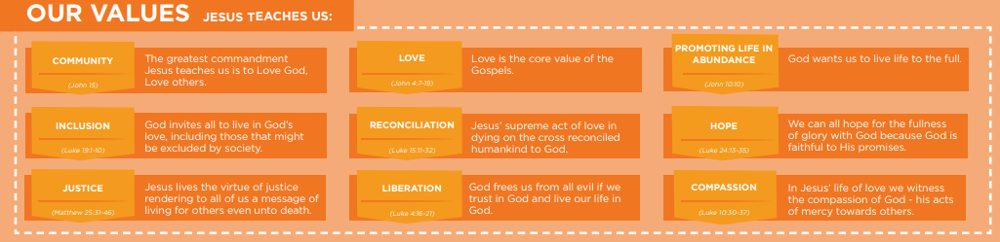 OUR VALUES JESUS TEACHES US:
COMMUNITY
(John 15)
The greatest commandment
Jesus teaches us is to Love God,
Love others.
LOVE
(John 4:7-19)
Love is the core value of the
Gospels.
PROMOTING LIFE IN
ABUNDANCE
(John 10:10)
God wants us to live life to the full.
INCLUSION
(Luke 19:1-10)
God invites all to live in God's
love, including those that might
be excluded by society.
RECONCILIATION
(Luke 15:11-32)
Jesus' supreme act of love in
dying on the cross reconciled
humankind to God.
HOPE
(Luke 24:13-35)
We can all hope for the fullness
of glory with God because God is
faithful to His promises.
JUSTICE
(Matthew 25:31-46)
Jesus lives the virtue of justice
rendering to all of us a message of
living for others even unto death.
LIBERATION
(Luke 4:16-21)
God frees us from all evil if we
trust in God and live our life in
God.
COMPASSION
(Luke 10:30-37)
In Jesus' life of love we witness
the compassion of God - his acts
of mercy towards others.